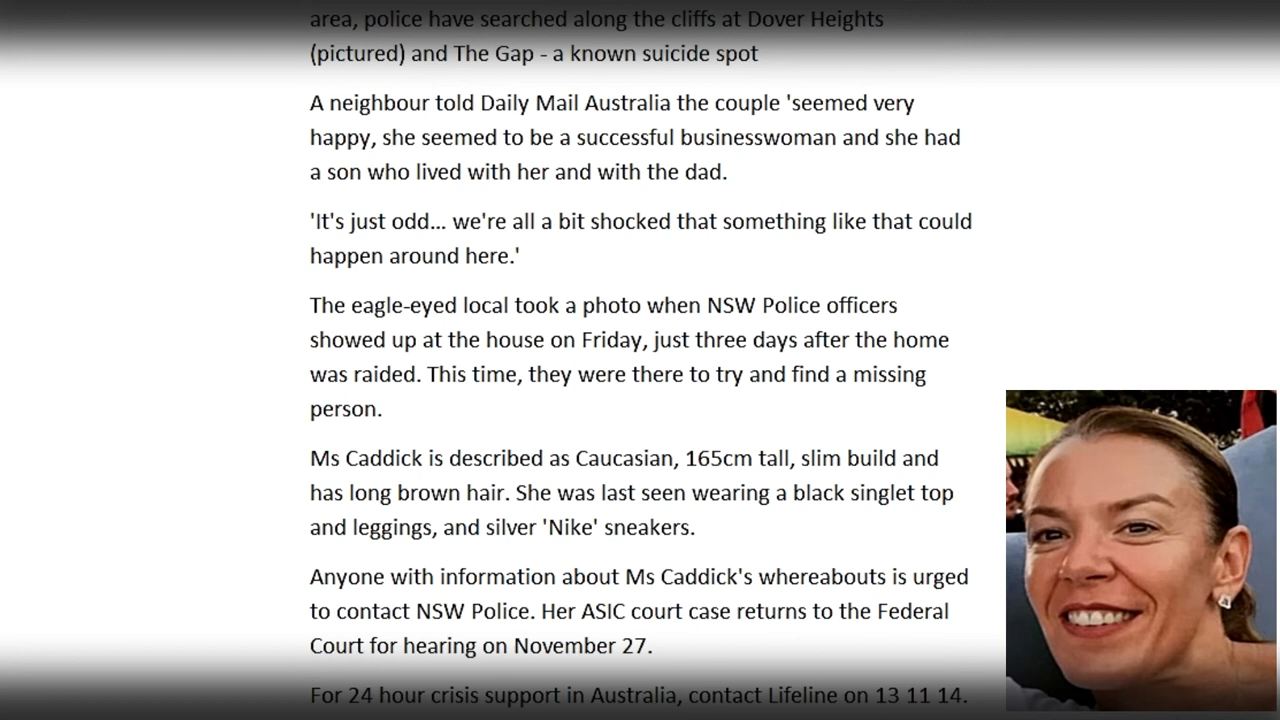 area, police have searched along the cliffs at Dover Heights
(pictured) and The Gap - a known suicide spot
A neighbour told Daily Mail Australia the couple 'seemed very
happy, she seemed to be a successful businesswoman and she had
a son who lived with her and with the dad.
'It's just odd... we're all a bit shocked that something like that could
happen around here.'
The eagle-eyed local took a photo when NSW Police officers
showed up at the house on Friday, just three days after the home
was raided. This time, they were there to try and find a missing
person.
Ms Caddick is described as Caucasian, 165cm tall, slim build and
has long brown hair. She was last seen wearing a black singlet top
and leggings, and silver 'Nike' sneakers.
Anyone with information about Ms Caddick's whereabouts is urged
to contact NSW Police. Her ASIC court case returns to the Federal
Court for hearing on November 27.
For 24 hour crisis support in Australia, contact Lifeline on 13 11 14.